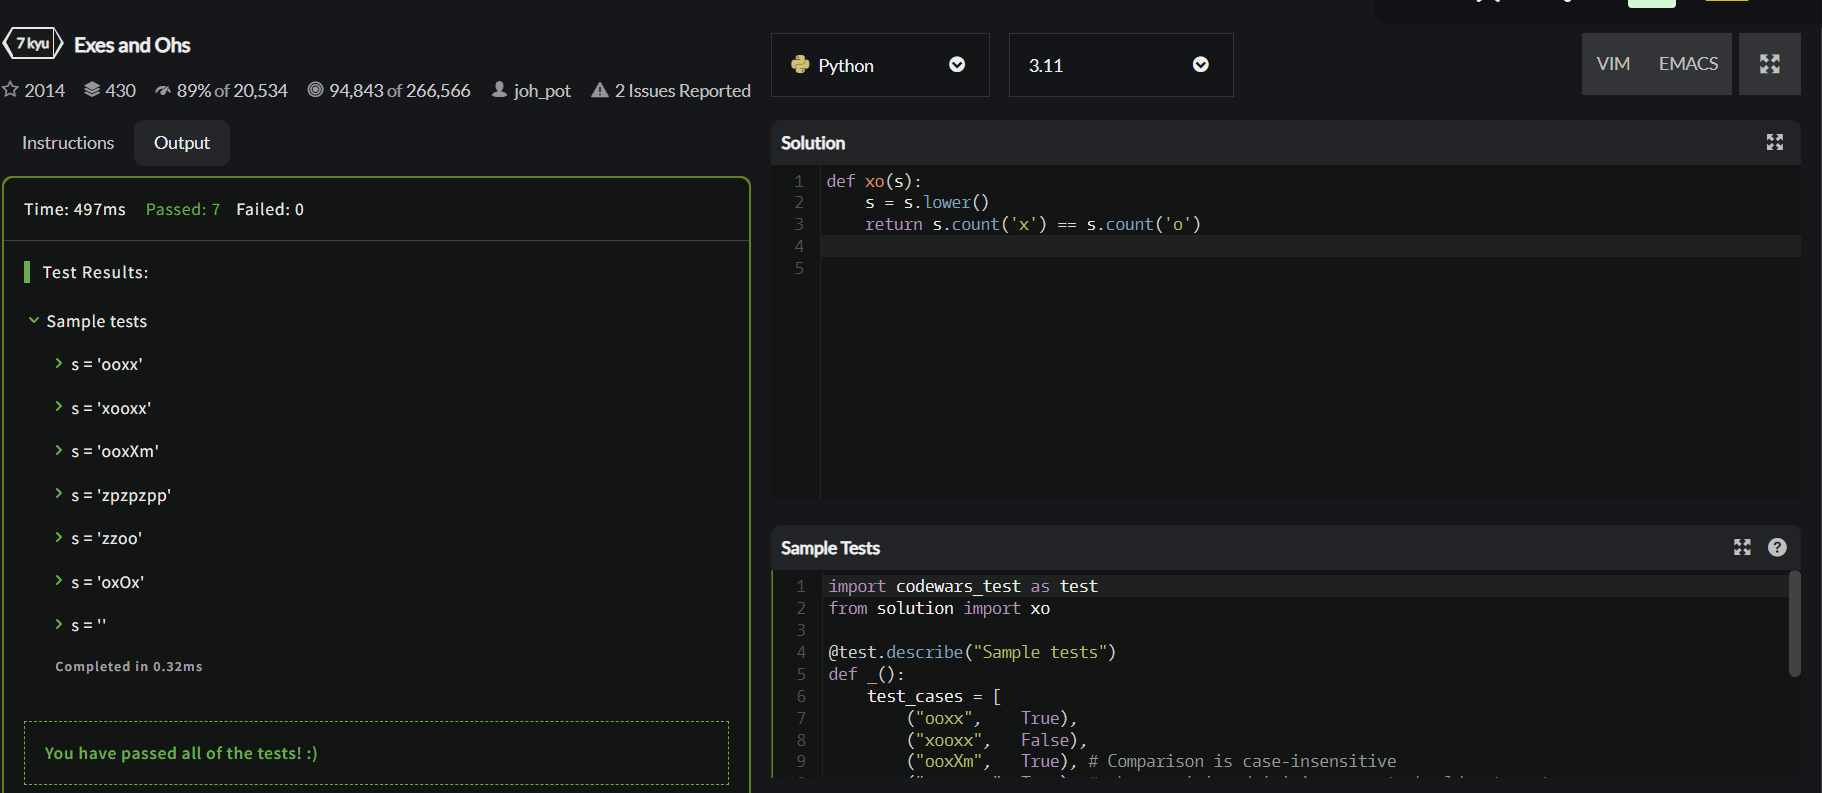 7 kyu Exes and Ohs
2014 430 89% of 20,534 94,843 of 266,566 joh_pot 2 Issues Reported
Instructions Output
Time: 497ms Passed: 7 Failed: 0
Test Results:
Sample tests
s = 'ooxx'
s = 'xooxx'
s = 'ooxXm'
s = 'zpzpzpp'
s = 'zzoo'
s = 'oxOx'
s = ''
Completed in 0.32ms
You have passed all of the tests! :)
Python 3.11 VIM EMACS
Solution
1 def xo(s):
2     s = s.lower()
3     return s.count('x') == s.count('o')
4
5
Sample Tests
1 import codewars_test as test
2 from solution import xo
3
4 @test.describe("Sample tests")
5 def _():
6     test_cases = [
7         ("ooxx",    True),
8         ("xooxx",   False),
9         ("ooxXm",   True), # Comparison is case-insensitive